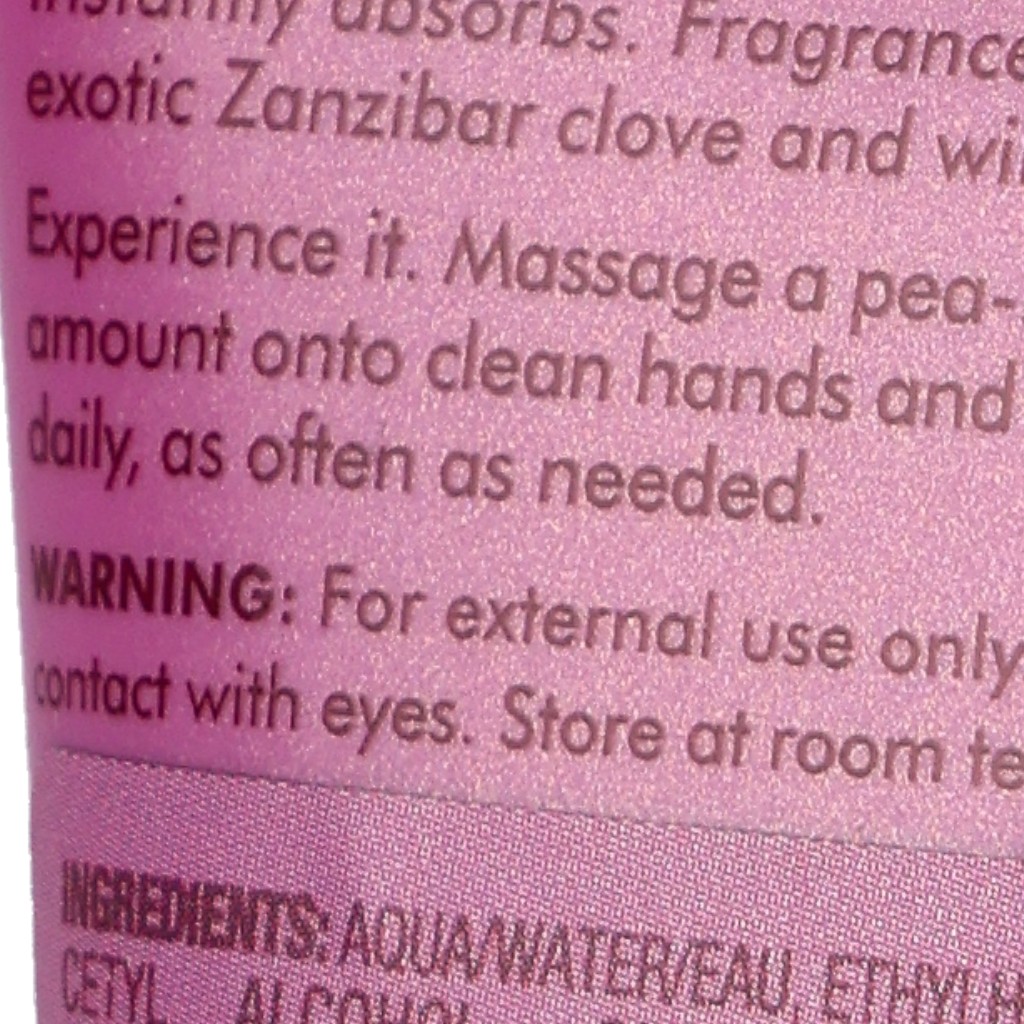 instantly absorbs. Fragrance
exotic Zanzibar clove and
Experience it. Massage a pea-
amount onto clean hands and
daily, as often as needed.
WARNING: For external use only
contact with eyes. Store at room
INGREDIENTS: AQUA/WATER/EAU, ETHYLH
CETYL ALCOHOL